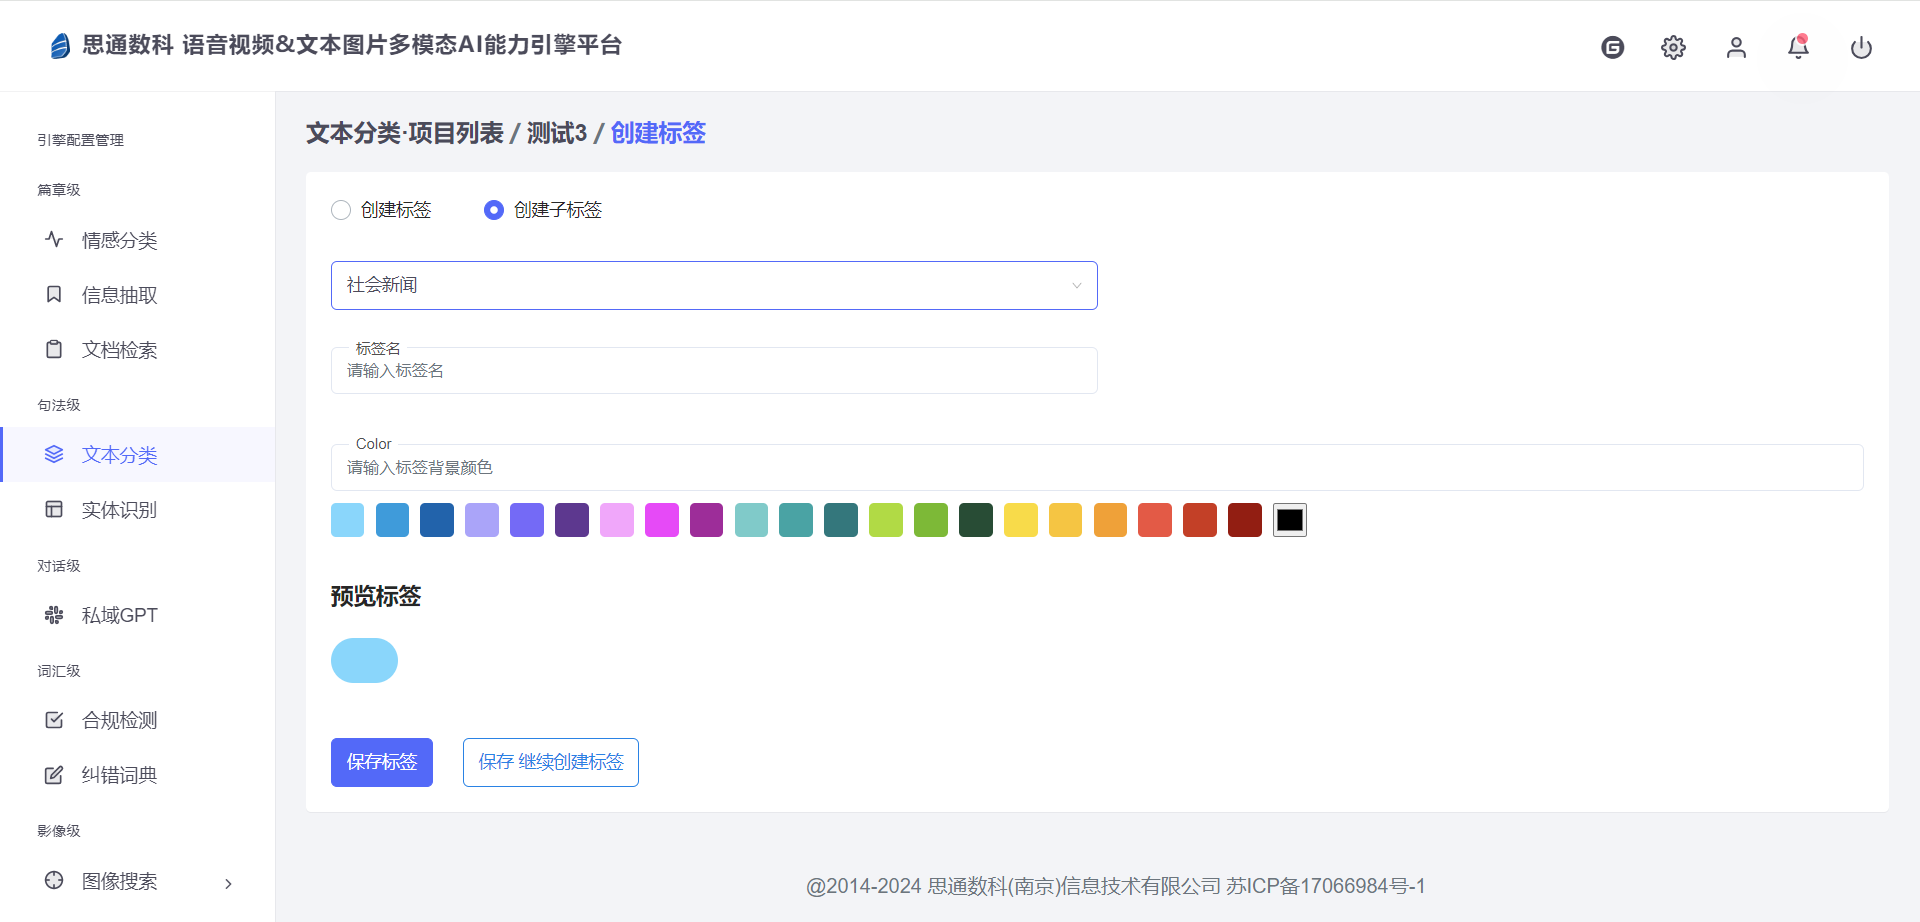 思通数科 语音视频&文本图片多模态AI能力引擎平台
引擎配置管理
篇章级
情感分类
信息抽取
文档检索
句法级
文本分类
实体识别
对话级
私域GPT
词汇级
合规检测
纠错词典
影像级
图像搜索
文本分类·项目列表 / 测试3 / 创建标签
创建标签 创建子标签
社会新闻
标签名
请输入标签名
Color
请输入标签背景颜色
预览标签
保存标签 保存 继续创建标签
@2014-2024 思通数科(南京)信息技术有限公司 苏ICP备17066984号-1